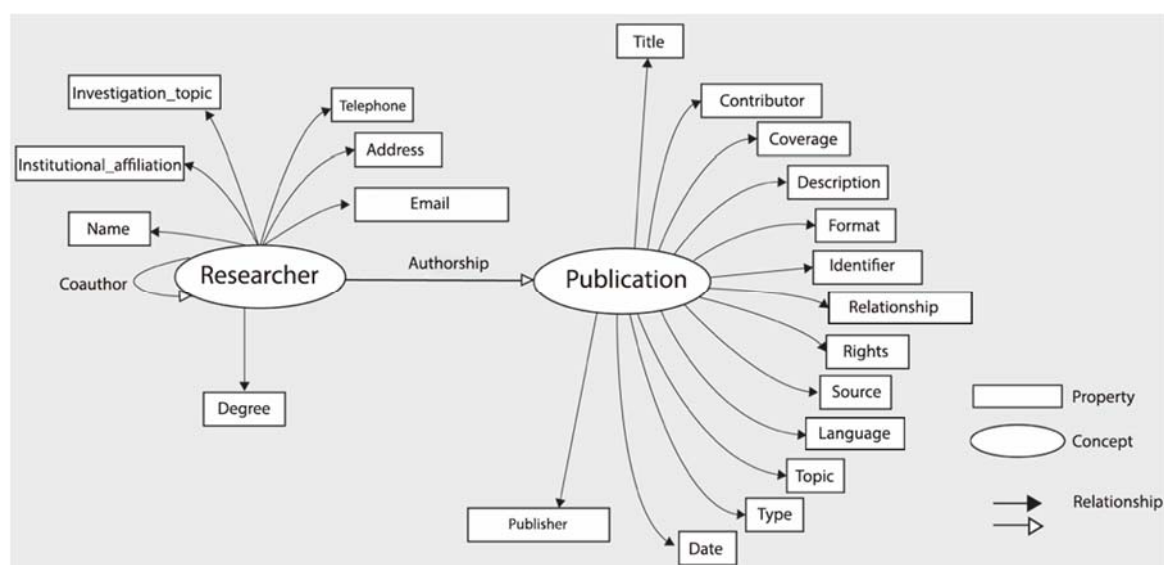 Title
Investigation_topic
Telephone
Contributor
Address
Coverage
Institutional_affiliation
Description
Email
Name
Format
Authorship
Identifier
Coauthor
Researcher
Publication
Relationship
Rights
Source
Property
Degree
Language
Concept
Topic
Relationship
Type
Publisher
Date